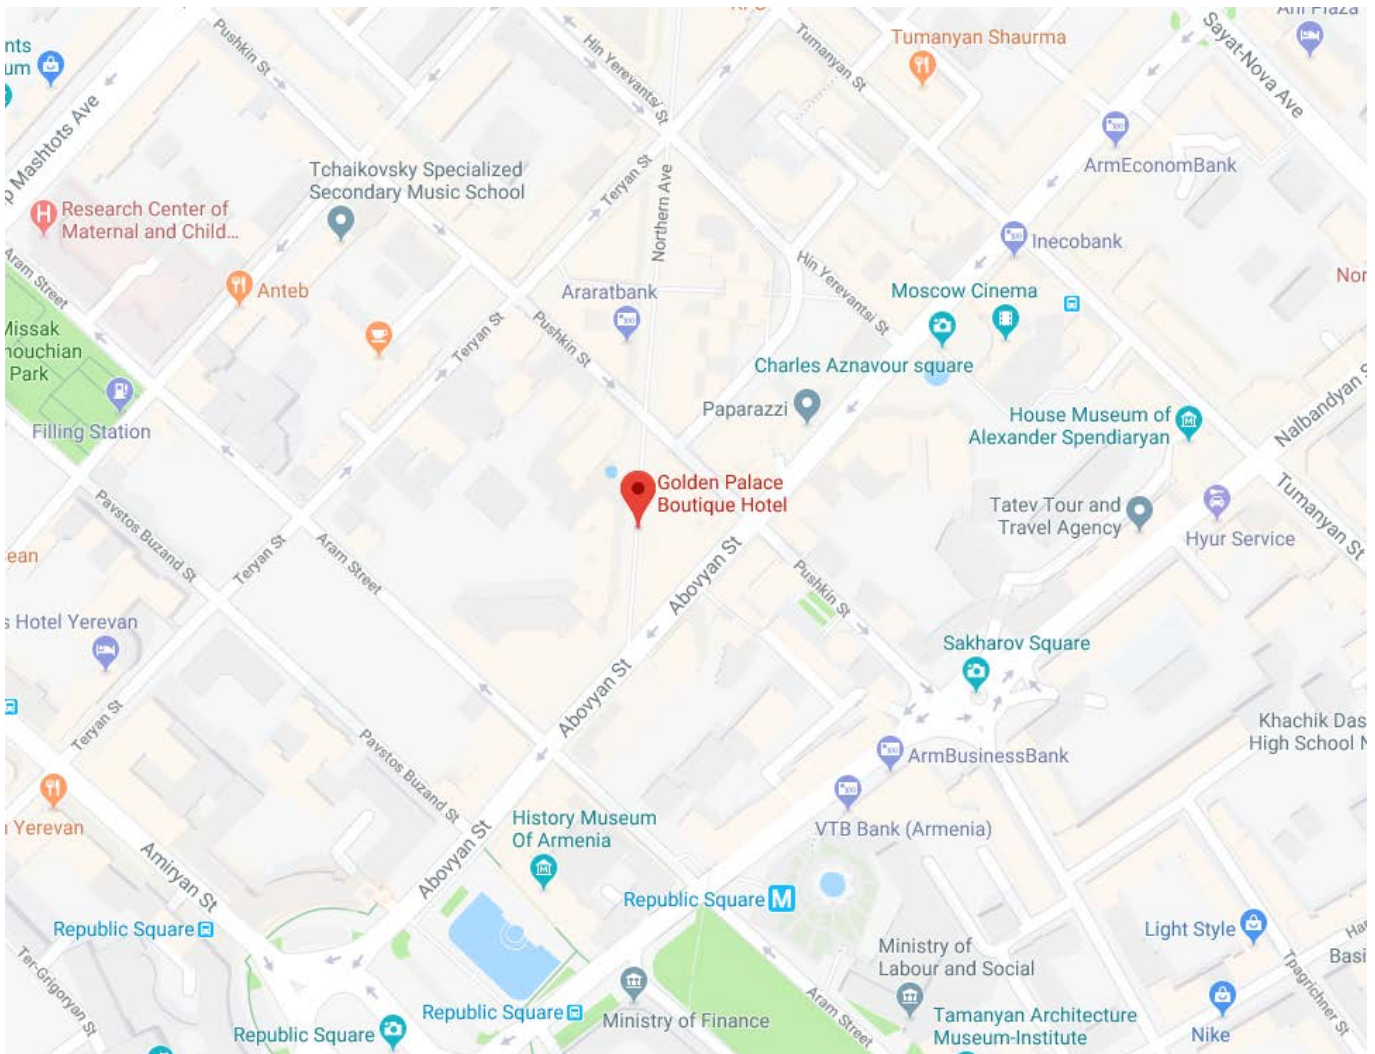 Pushkin St
Hin Yerevantsi St
Tumanyan St
Tumanyan Shaurma
Sayat-Nova Ave
Mashtots Ave
ArmEconomBank
Tchaikovsky Specialized
Secondary Music School
Teryan St
Northern Ave
Research Center of
Maternal and Child...
Inecobank
Aram Street
Anteb
Araratbank
Hin Yerevantsi St
Moscow Cinema
Missak
Park
Teryan St
Pushkin St
Charles Aznavour square
Paparazzi
House Museum of
Alexander Spendiaryan
Nalbandyan
Filling Station
Golden Palace
Boutique Hotel
Tatev Tour and
Travel Agency
Hyur Service
Tumanyan St
Pavstos Buzand St
Teryan St
Aram Street
Abovyan St
Pushkin St
Hotel Yerevan
Sakharov Square
Abovyan St
Teryan St
Khachik Das
High School
Pavstos Buzand St
ArmBusinessBank
VTB Bank (Armenia)
Yerevan
History Museum
Of Armenia
Amiryan St
Abovyan St
Republic Square M
Republic Square
Light Style
Ministry of
Labour and Social
Basi
Ter-Grigoryan St
Tpagrichner St
Republic Square
Republic Square
Ministry of Finance
Aram Street
Tamanyan Architecture
Museum-Institute
Nike